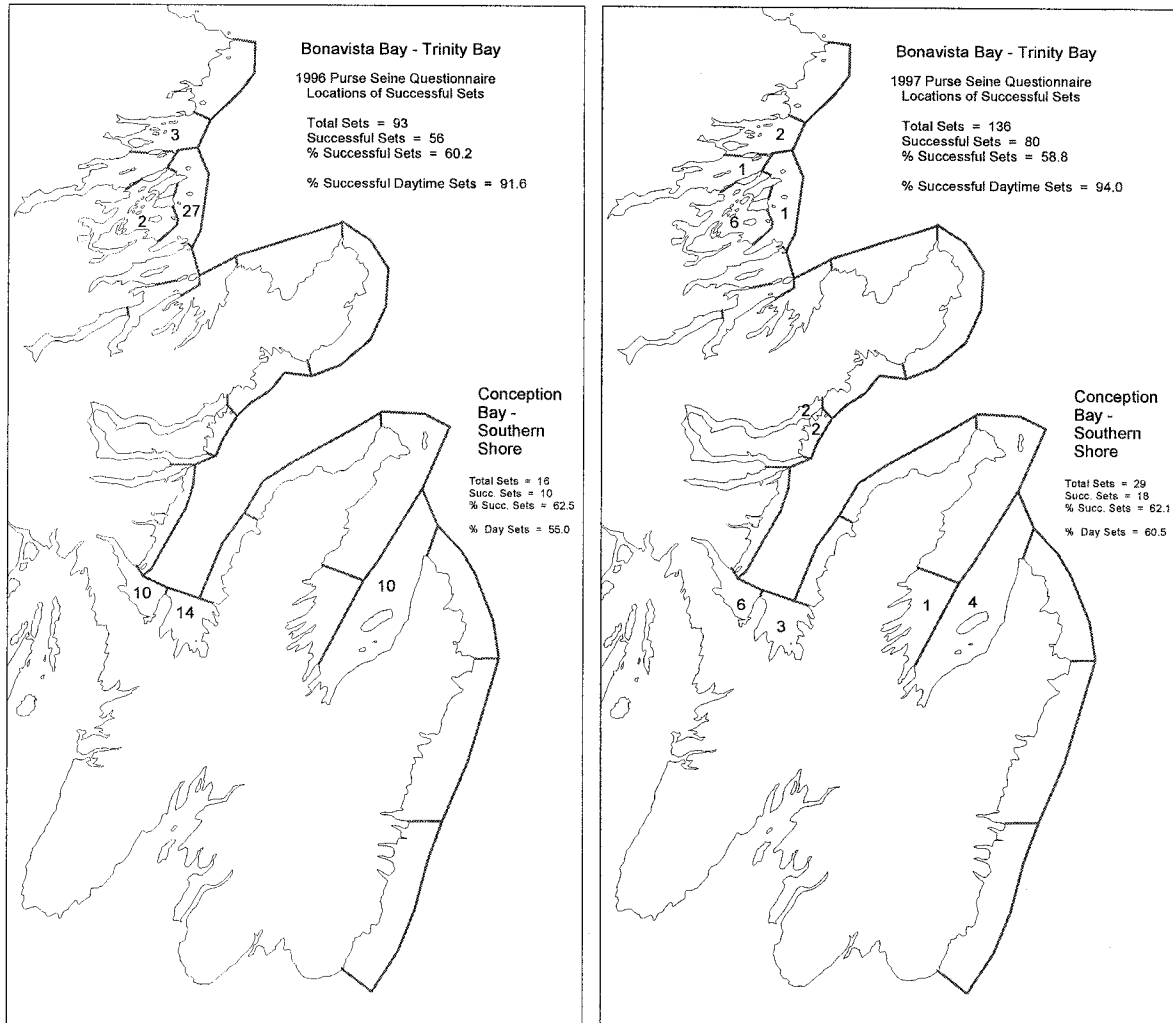 Bonavista Bay - Trinity Bay
1996 Purse Seine Questionnaire
Locations of Successful Sets
Total Sets = 93
Successful Sets = 56
% Successful Sets = 60.2
% Successful Daytime Sets = 91.6
3
27
2
Conception
Bay -
Southern
Shore
Total Sets = 16
Succ. Sets = 10
% Succ. Sets = 62.5
% Day Sets = 55.0
10
14
10
Bonavista Bay - Trinity Bay
1997 Purse Seine Questionnaire
Locations of Successful Sets
Total Sets = 136
Successful Sets = 80
% Successful Sets = 58.8
% Successful Daytime Sets = 94.0
2
1
6
1
2
2
Conception
Bay -
Southern
Shore
Total Sets = 29
Succ. Sets = 18
% Succ. Sets = 62.1
% Day Sets = 60.5
6
3
1
4